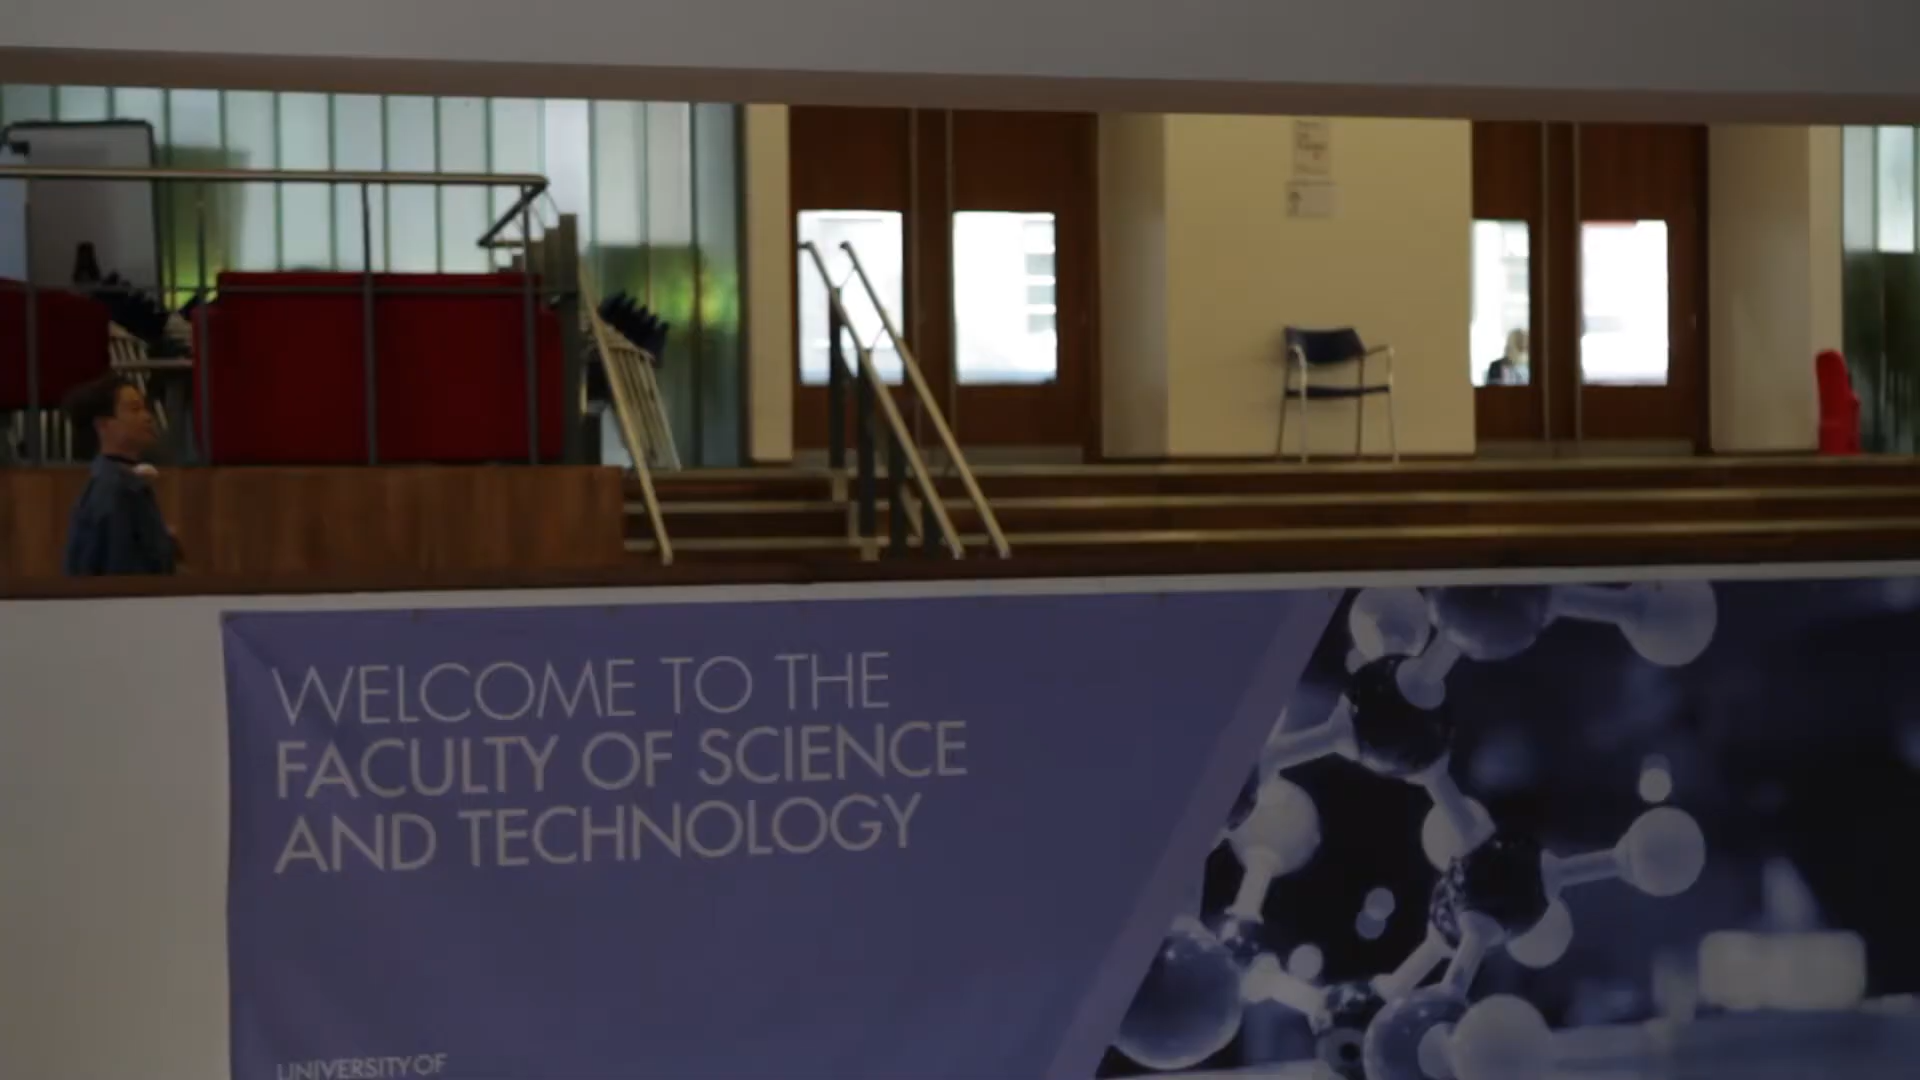 WELCOME TO THE
FACULTY OF SCIENCE
AND TECHNOLOGY
UNIVERSITY OF